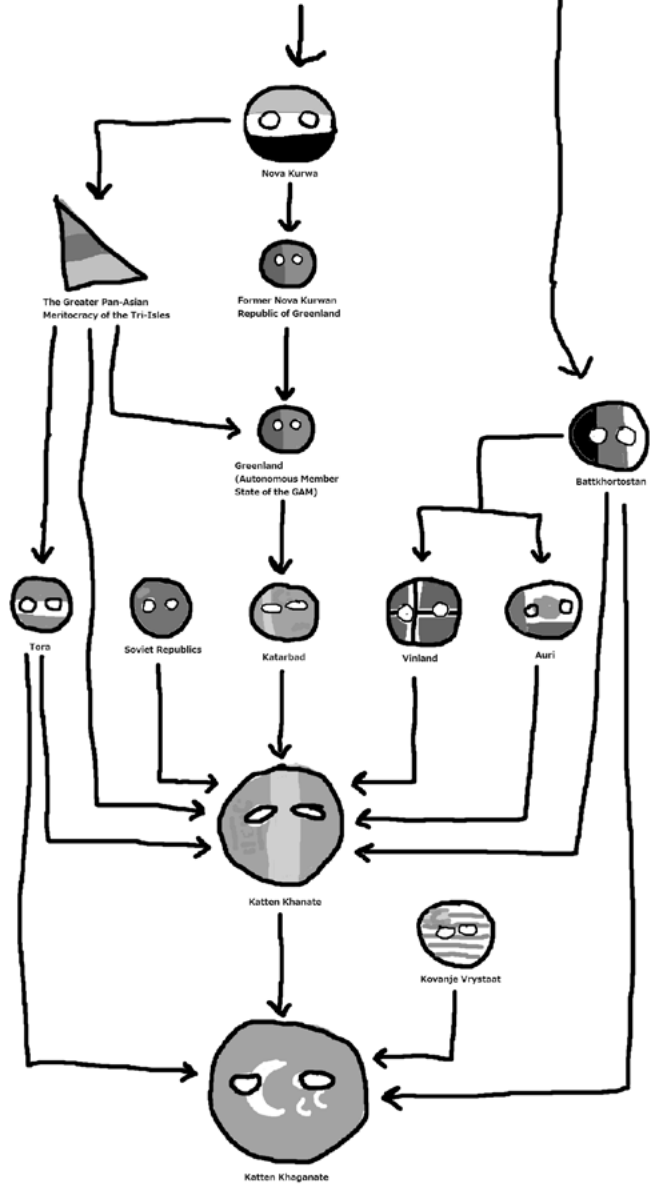 Nova Kurwa
The Greater Pan-Asian
Meritocracy of the Tri-Isles
Former Nova Kurwan
Republic of Greenland
Greenland
(Autonomous Member
State of the GAM)
Battkhortostan
Tora
Soviet Republics
Katarbad
Vinland
Auri
Katten Khanate
Kovanje Vrystaat
Katten Khaganate